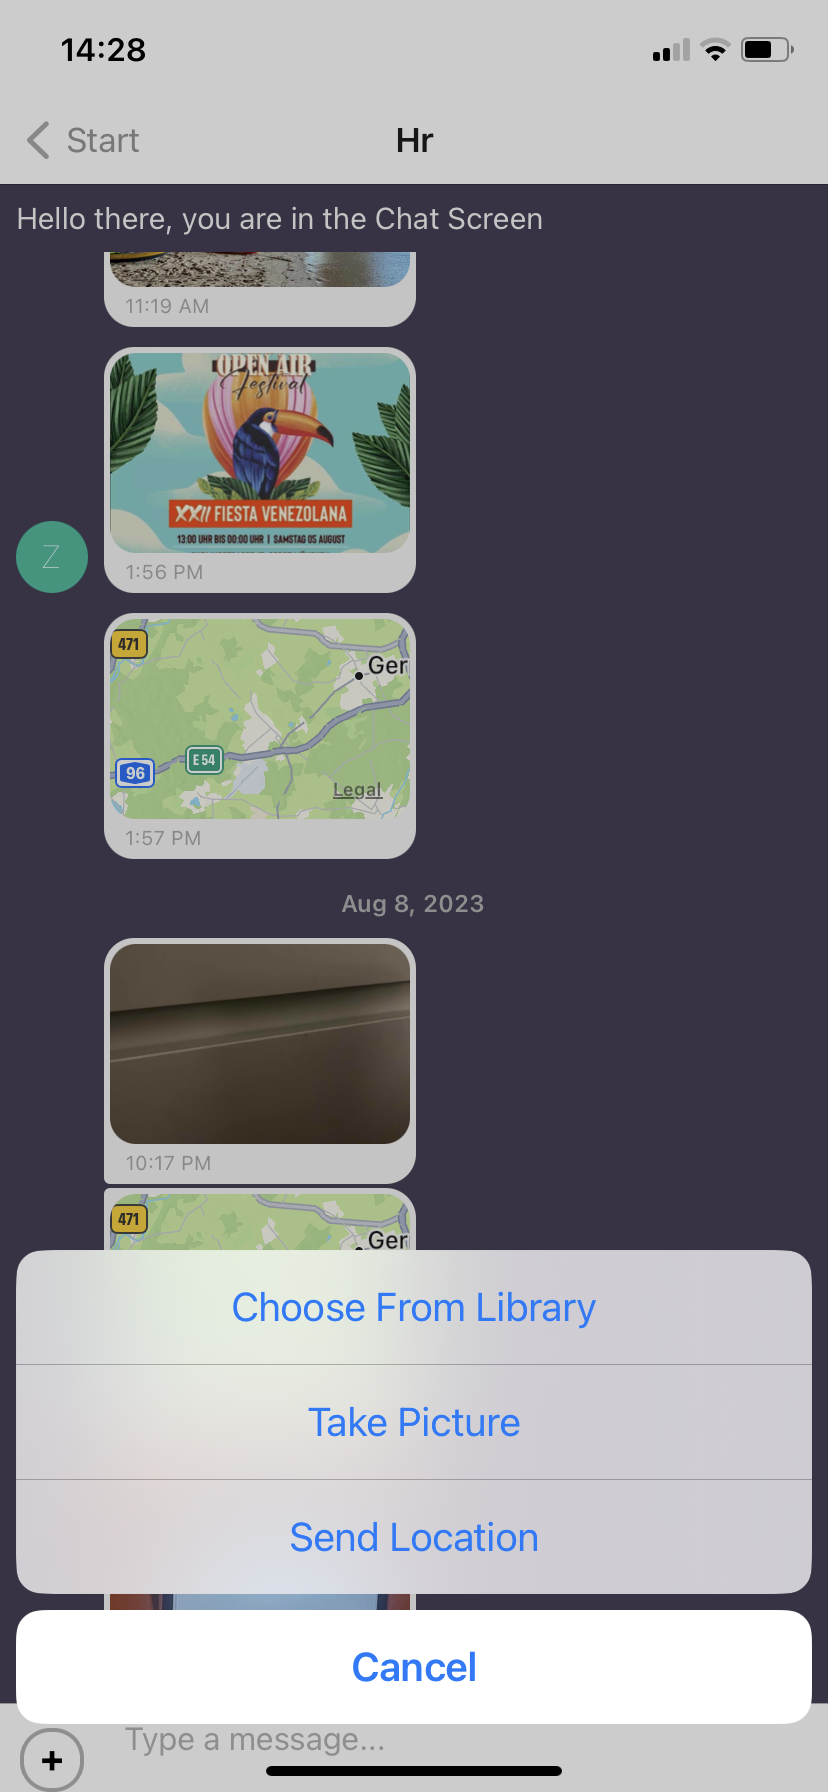 14:28
Start
Hr
Hello there, you are in the Chat Screen
11:19 AM
OPEN AIR
Festival
XXII FIESTA VENEZOLANA
13:00 UHR BIS 00:00 UHR | SAMSTAG 05 AUGUST
Z
1:56 PM
471
Ger
E 54
96
Legal
1:57 PM
Aug 8, 2023
10:17 PM
471
Ger
Choose From Library
Take Picture
Send Location
Cancel
Type a message...
+